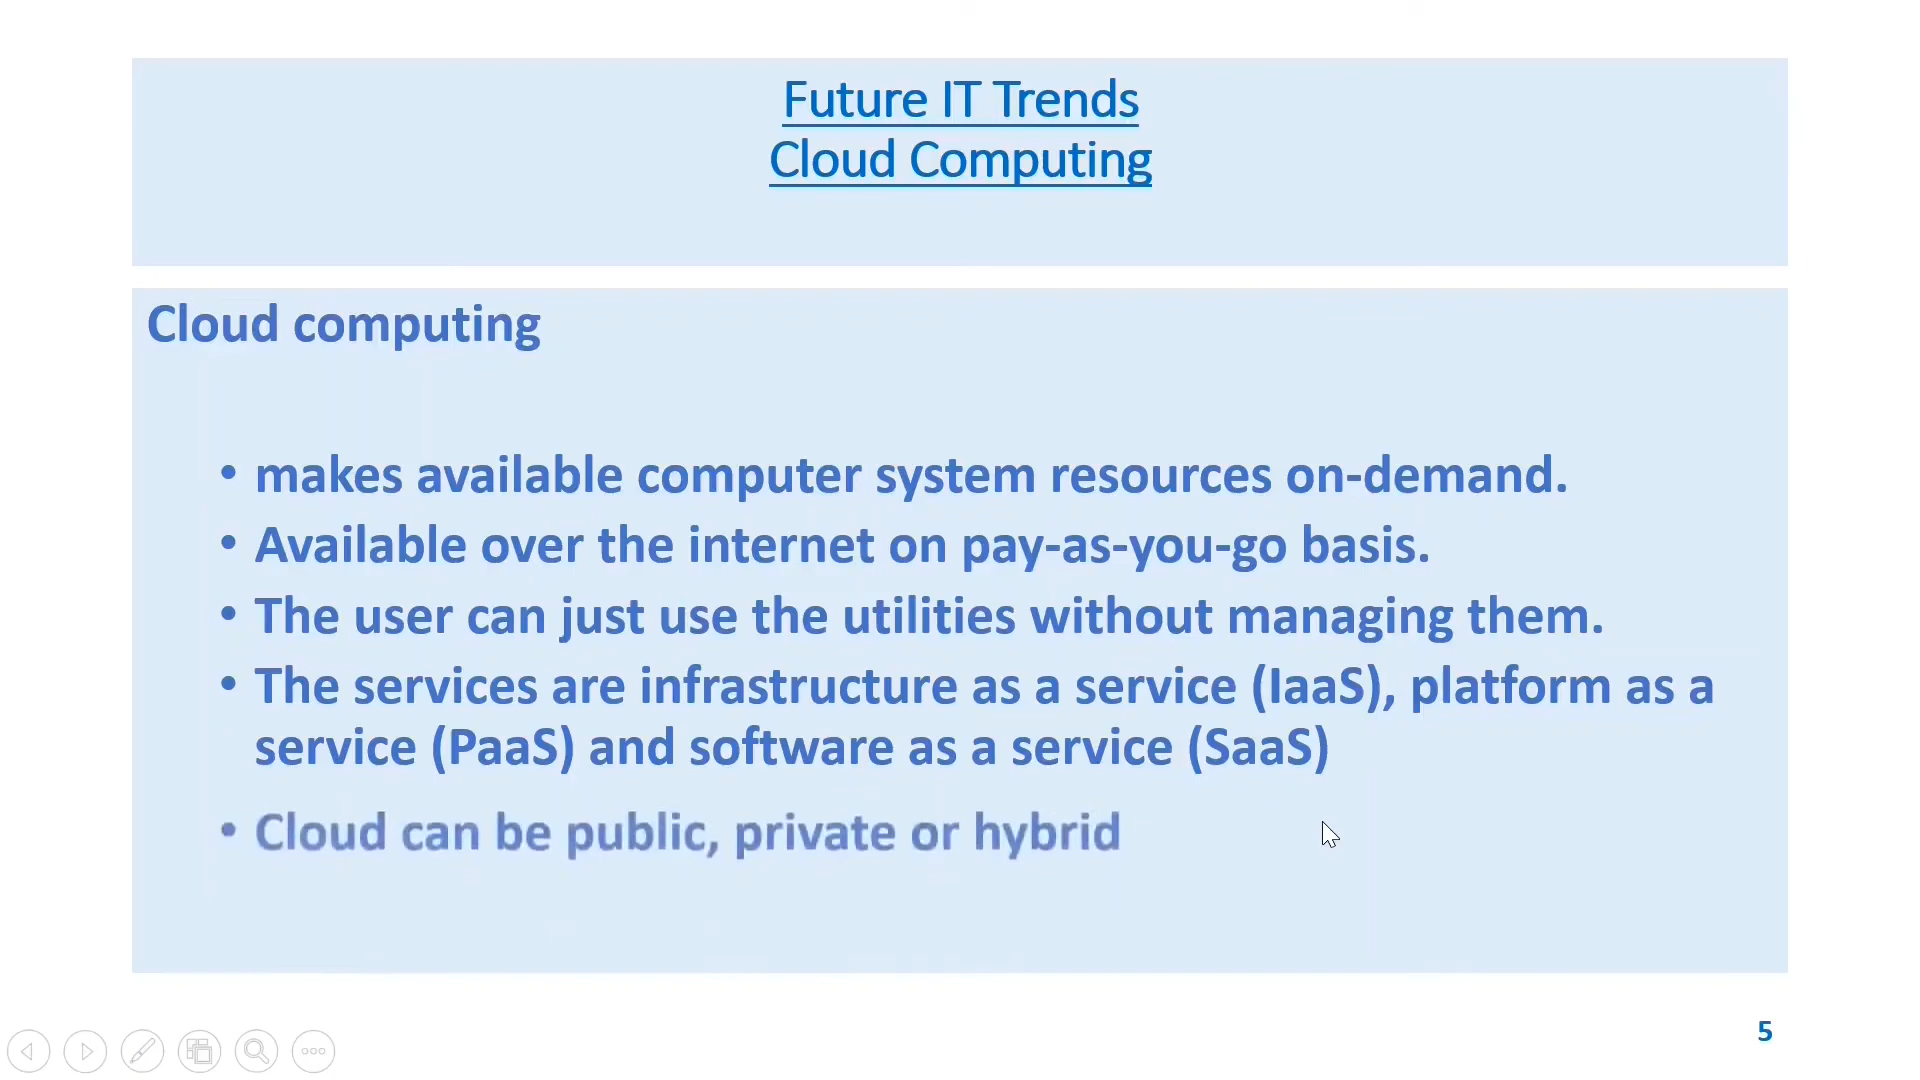 Future IT Trends
Cloud Computing
Cloud computing
• makes available computer system resources on-demand.
• Available over the internet on pay-as-you-go basis.
• The user can just use the utilities without managing them.
• The services are infrastructure as a service (IaaS), platform as a
service (PaaS) and software as a service (SaaS)
• Cloud can be public, private or hybrid
5